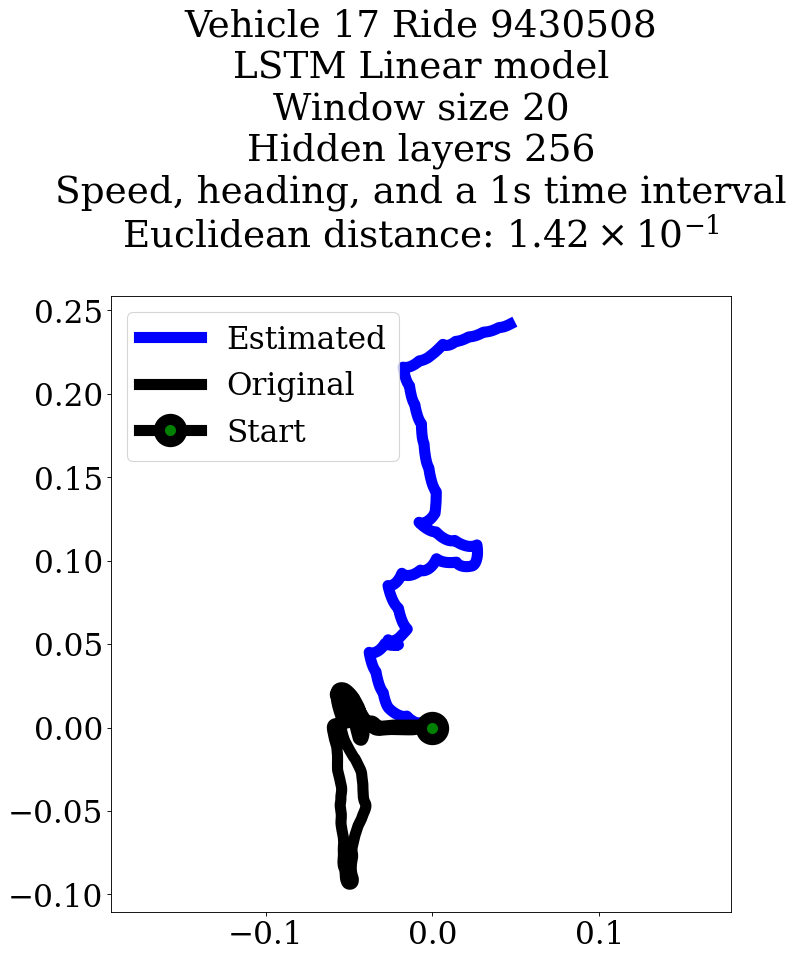 Vehicle 17 Ride 9430508
LSTM Linear model
Window size 20
Hidden layers 256
Speed, heading, and a 1s time interval
Euclidean distance: 1.42 × 10⁻¹
Estimated
Original
Start
0.25
0.20
0.15
0.10
0.05
0.00
−0.05
−0.10
−0.1 0.0 0.1